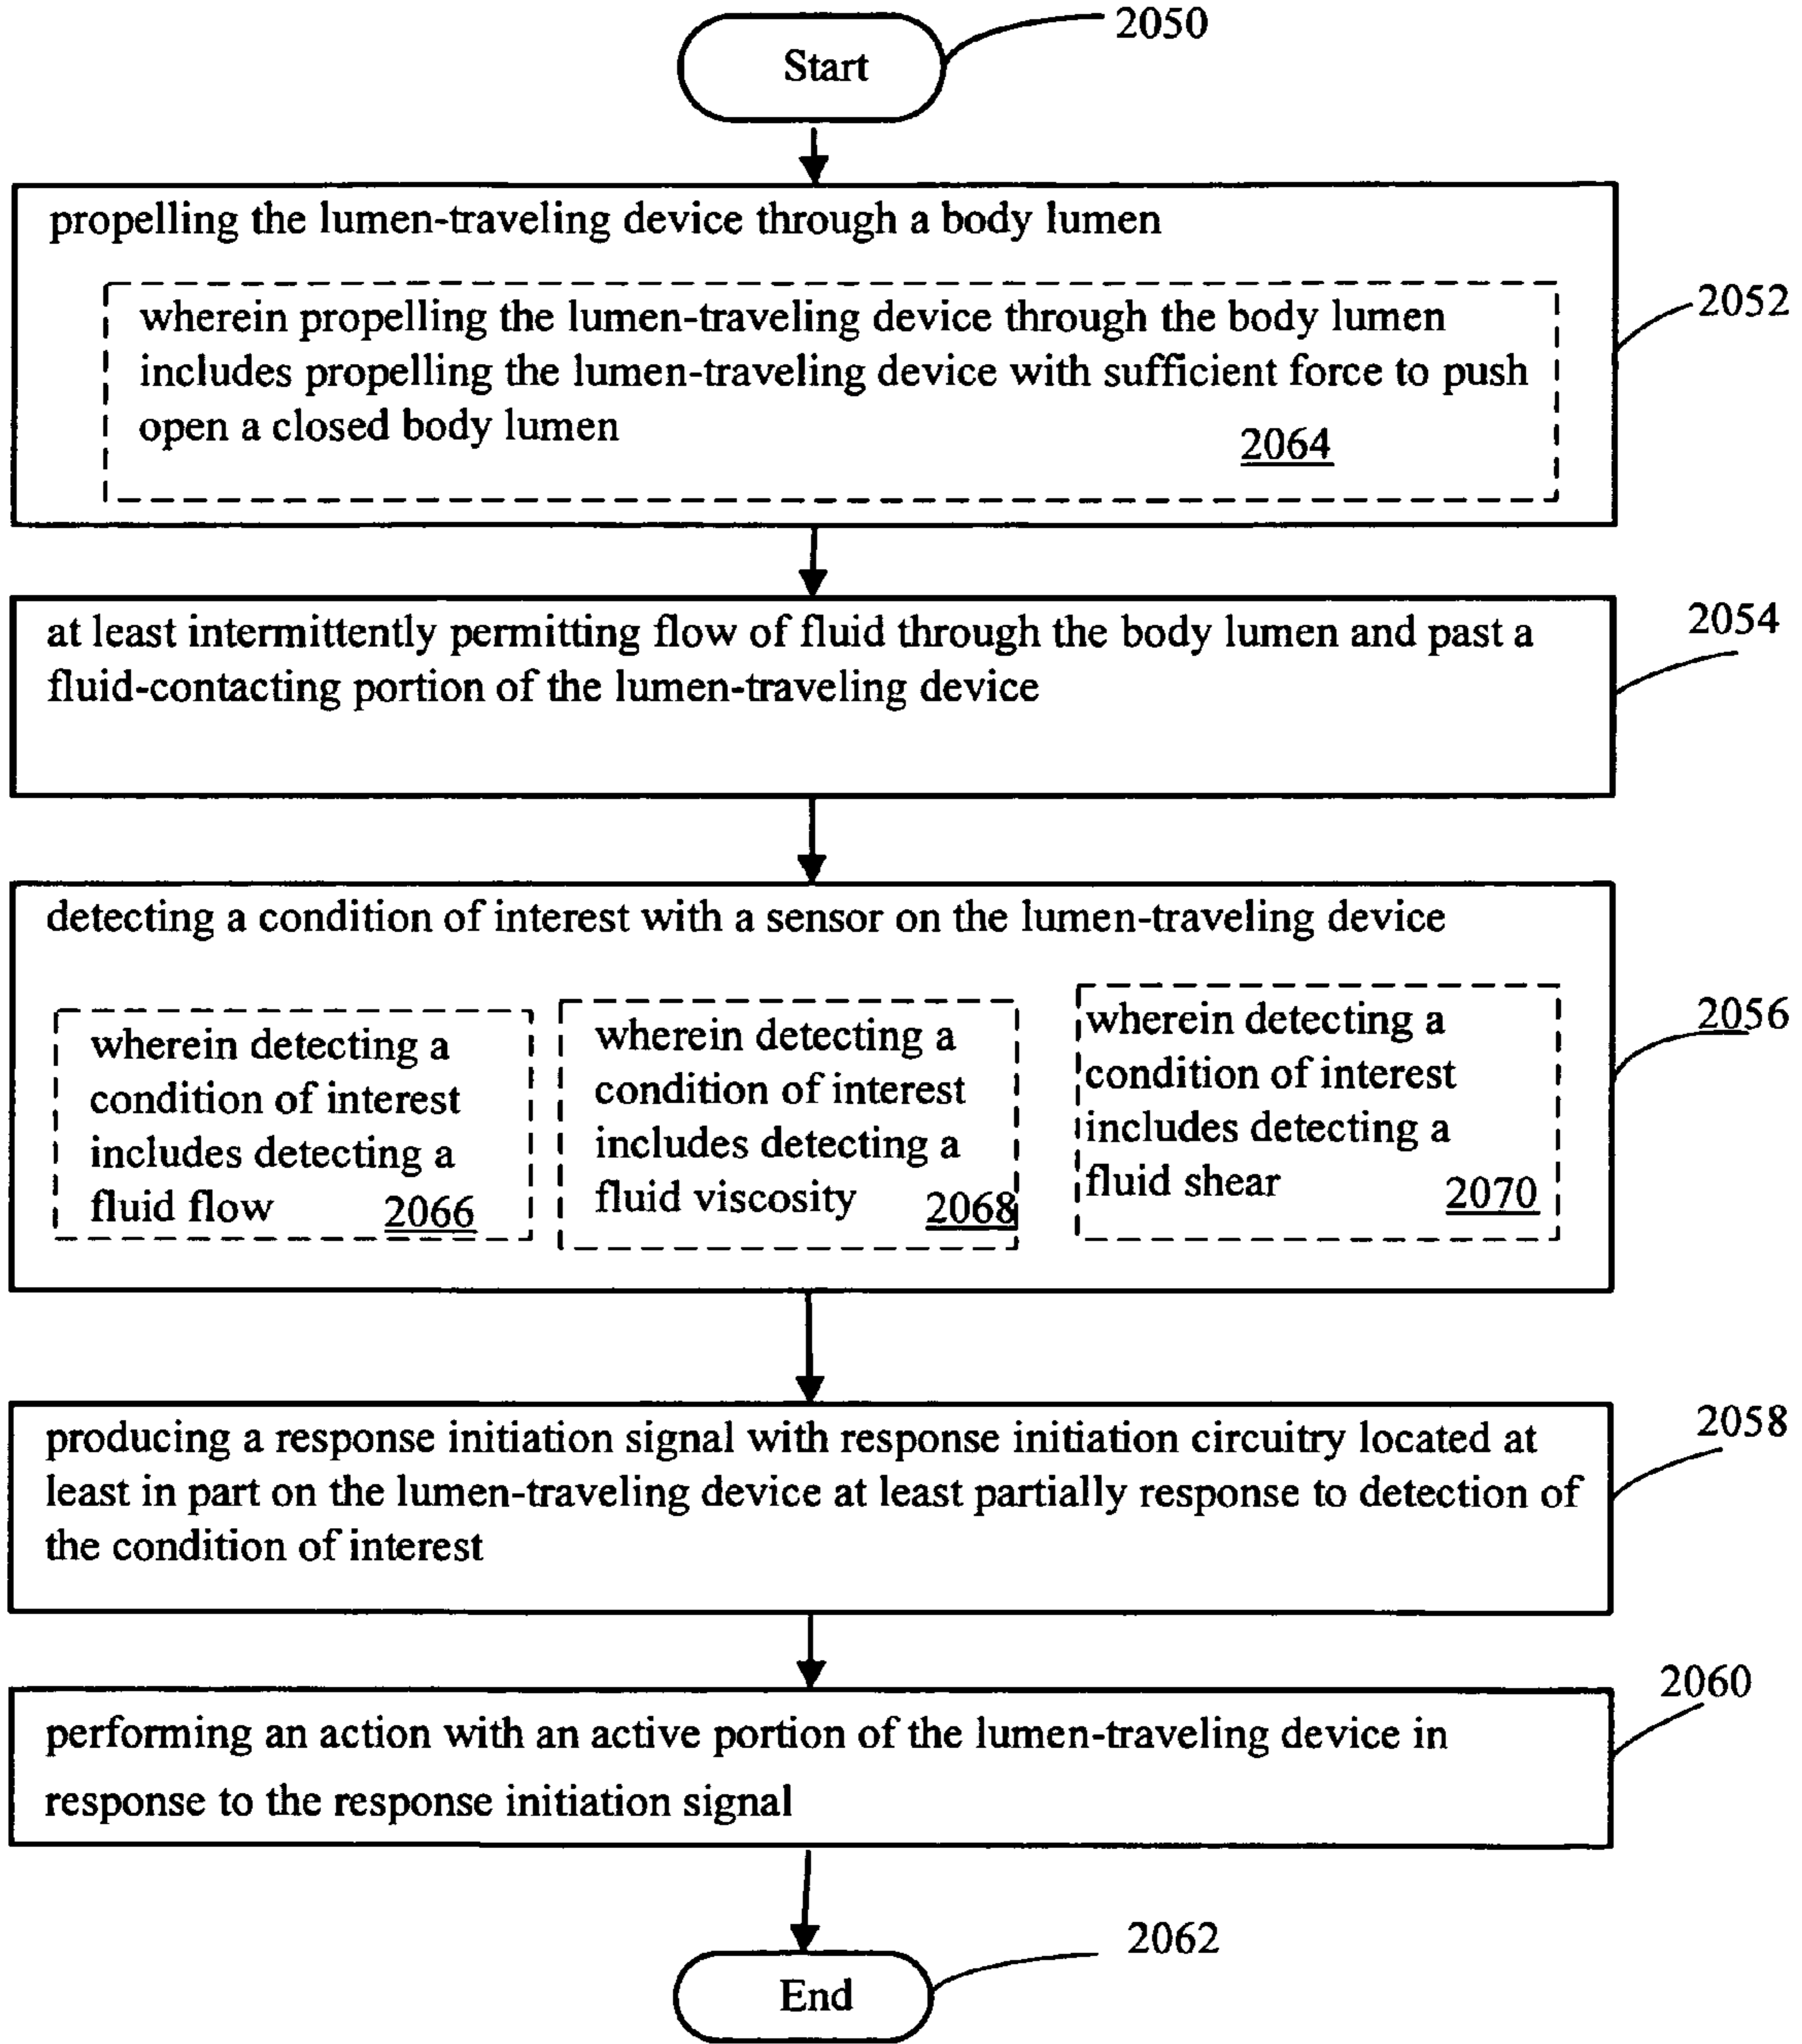 Start
2050
propelling the lumen-traveling device through a body lumen
wherein propelling the lumen-traveling device through the body lumen
includes propelling the lumen-traveling device with sufficient force to push
open a closed body lumen
2064
2052
at least intermittently permitting flow of fluid through the body lumen and past a
fluid-contacting portion of the lumen-traveling device
2054
detecting a condition of interest with a sensor on the lumen-traveling device
wherein detecting a
condition of interest
includes detecting a
fluid flow
2066
wherein detecting a
condition of interest
includes detecting a
fluid viscosity
2068
wherein detecting a
condition of interest
includes detecting a
fluid shear
2070
2056
producing a response initiation signal with response initiation circuitry located at
least in part on the lumen-traveling device at least partially response to detection of
the condition of interest
2058
performing an action with an active portion of the lumen-traveling device in
response to the response initiation signal
2060
End
2062